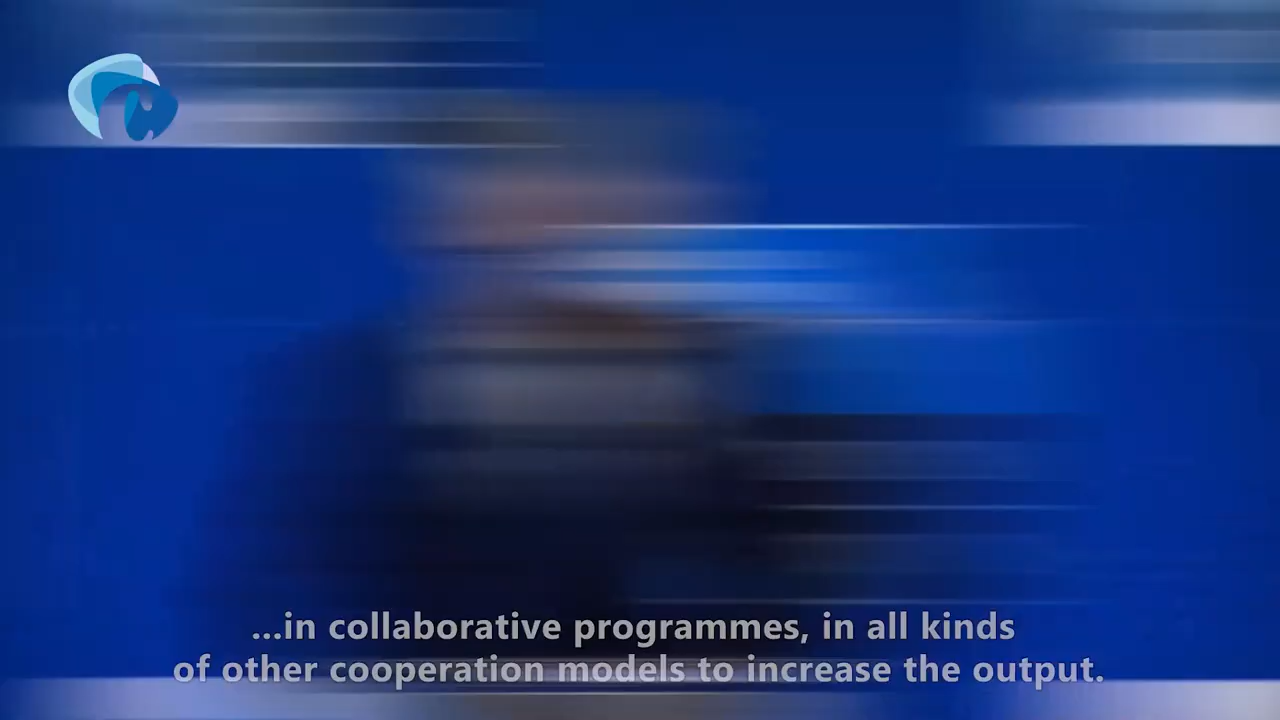 ...in collaborative programmes, in all kinds
of other cooperation models to increase the output.